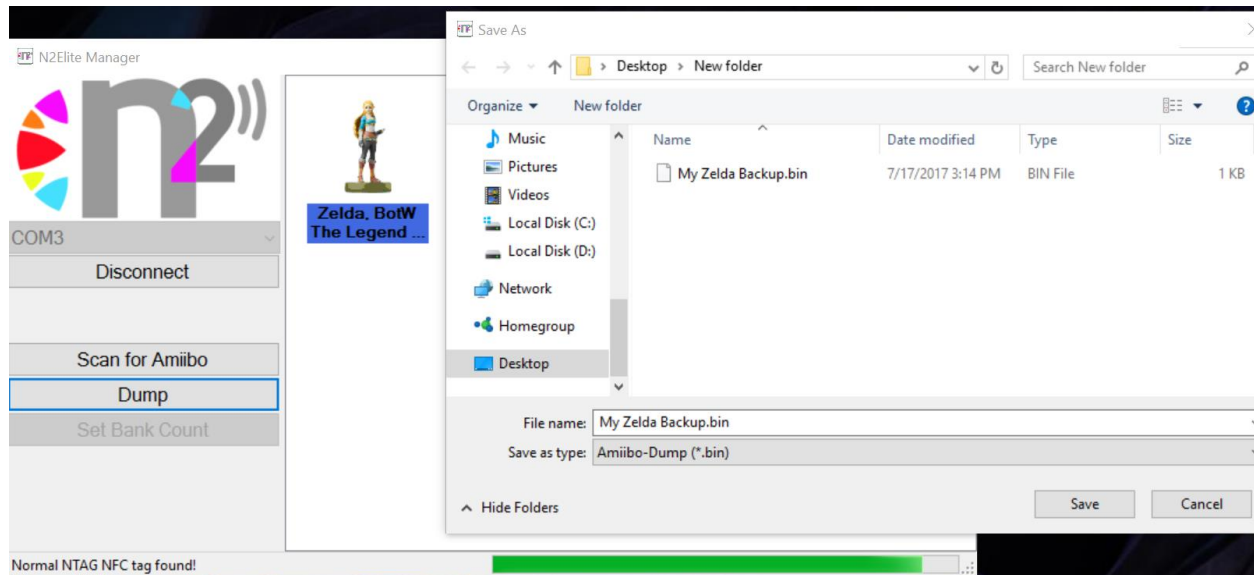 N2Elite Manager
n2
COM3
Disconnect
Scan for Amiibo
Dump
Set Bank Count
Normal NTAG NFC tag found!
Zelda, BotW
The Legend ...
Save As
Desktop > New folder
Search New folder
Organize
New folder
Music
Pictures
Videos
Local Disk (C:)
Local Disk (D:)
Network
Homegroup
Desktop
Name Date modified Type Size
My Zelda Backup.bin 7/17/2017 3:14 PM BIN File 1 KB
File name: My Zelda Backup.bin
Save as type: Amiibo-Dump (*.bin)
Hide Folders
Save
Cancel